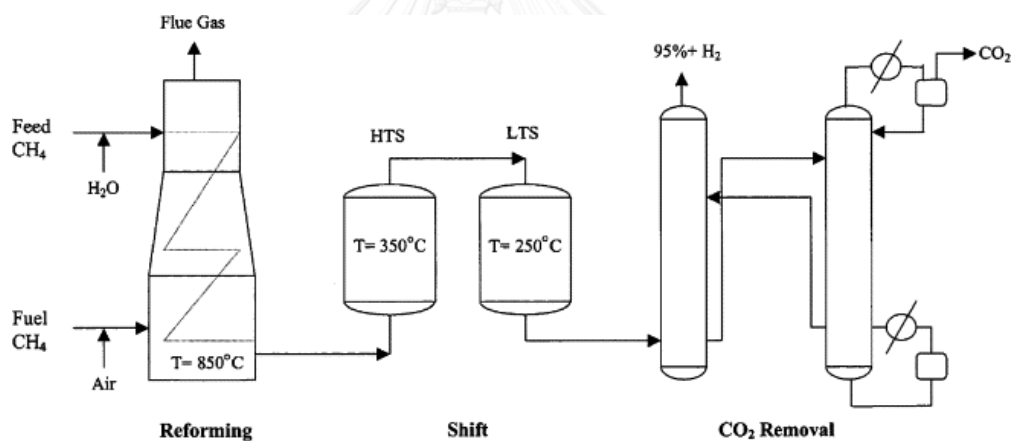 Flue Gas
Feed
CH₄
H₂O
Fuel
CH₄
Air
T= 850°C
HTS
LTS
T= 350°C
T= 250°C
95%+ H₂
CO₂
Reforming
Shift
CO₂ Removal